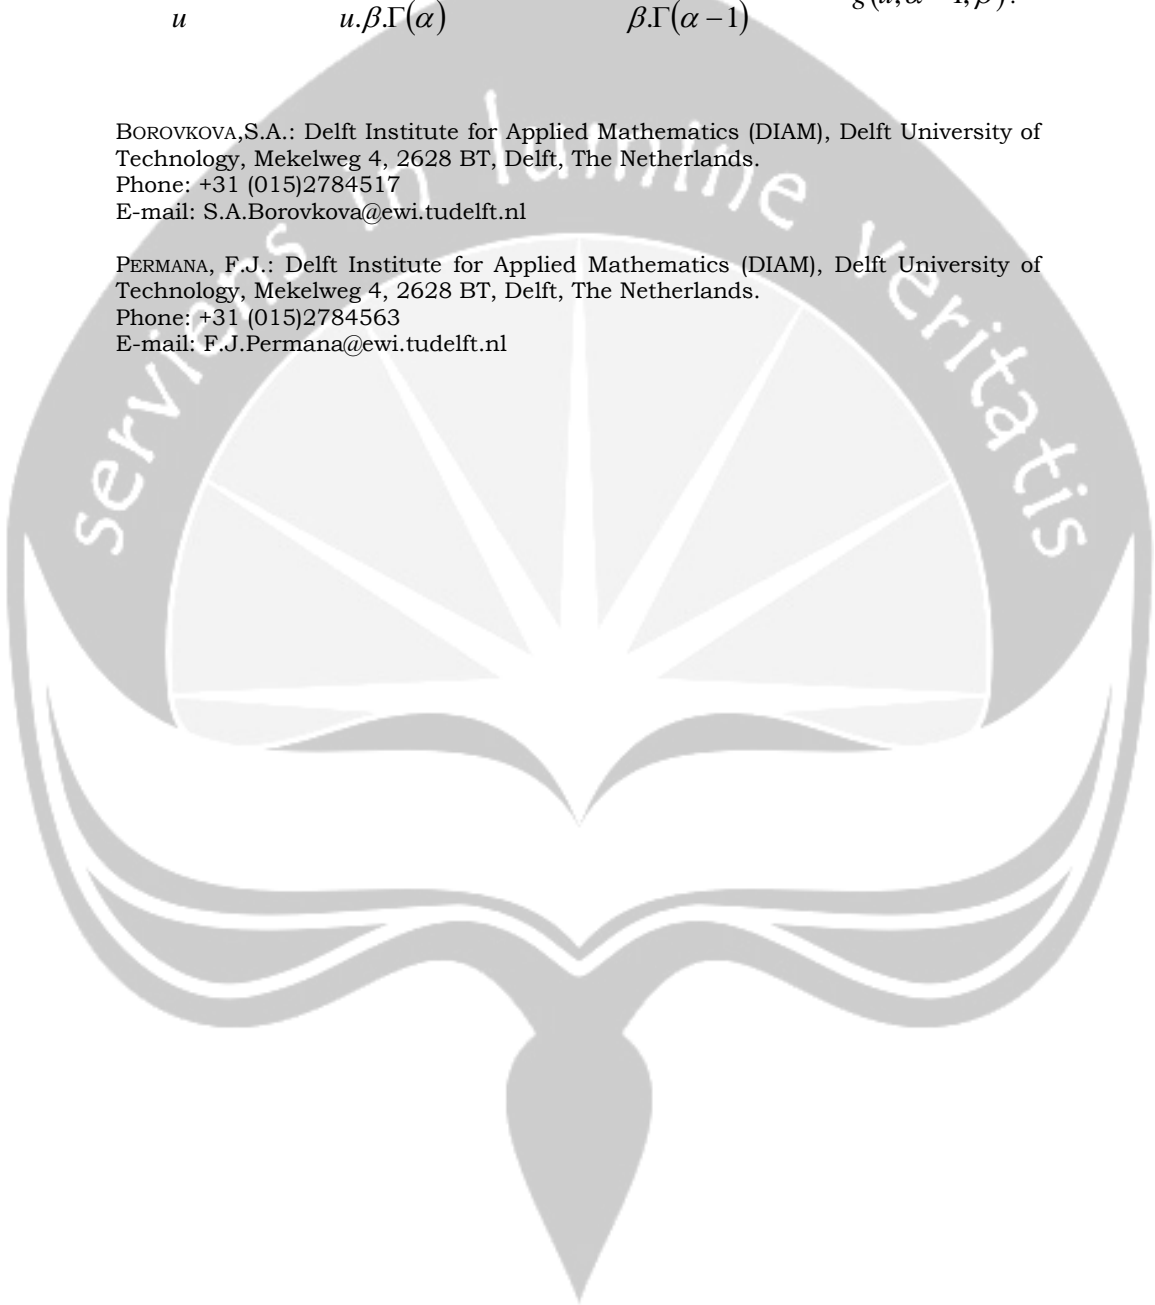 u u.β.Γ(α) β.Γ(α − 1)
BOROVKOVA,S.A.: Delft Institute for Applied Mathematics (DIAM), Delft University of
Technology, Mekelweg 4, 2628 BT, Delft, The Netherlands.
Phone: +31 (015)2784517
E-mail: S.A.Borovkova@ewi.tudelft.nl
PERMANA, F.J.: Delft Institute for Applied Mathematics (DIAM), Delft University of
Technology, Mekelweg 4, 2628 BT, Delft, The Netherlands.
Phone: +31 (015)2784563
E-mail: F.J.Permana@ewi.tudelft.nl
serviens in lumine veritatis